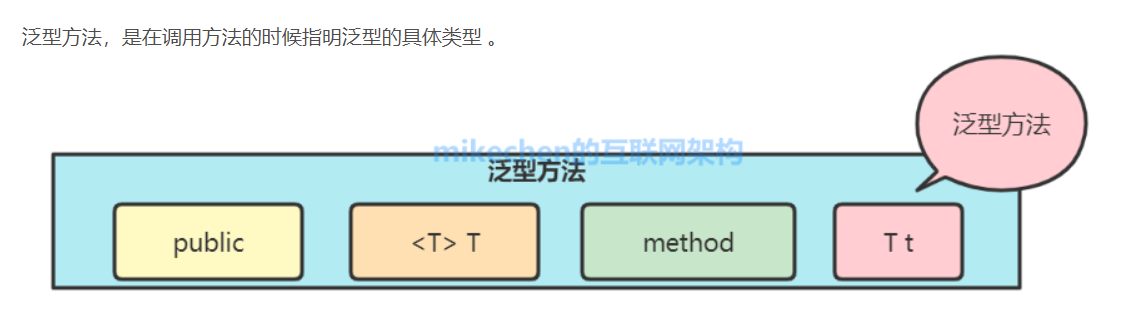 泛型方法，是在调用方法的时候指明泛型的具体类型 。
泛型方法
mikechen的互联网架构
泛型方法
public
<T> T
method
T t